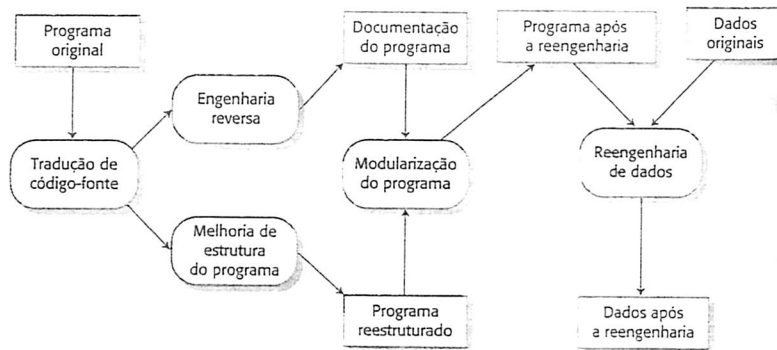 Programa
original
Documentação
do programa
Programa após
a reengenharia
Dados
originais
Engenharia
reversa
Tradução de
código-fonte
Modularização
do programa
Reengenharia
de dados
Melhoria de
estrutura
do programa
Programa
reestruturado
Dados após
a reengenharia